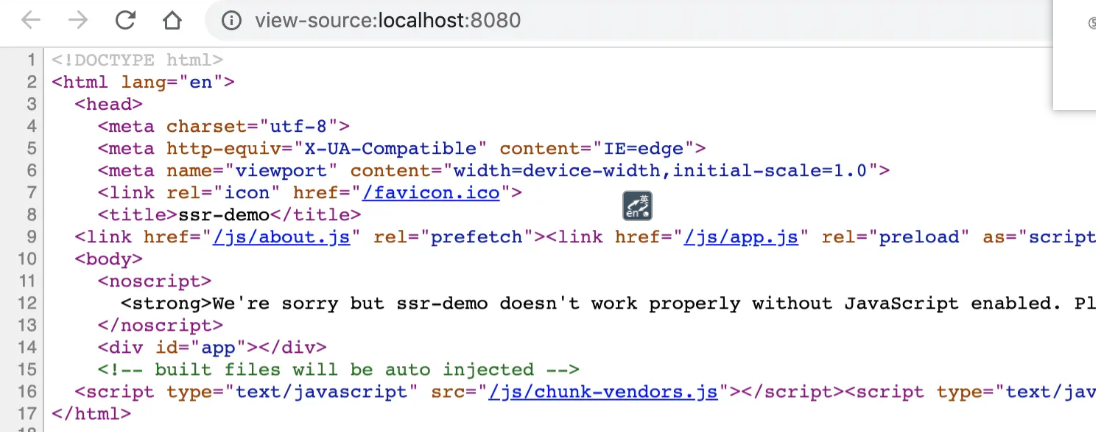 view-source:localhost:8080
1 <!DOCTYPE html>
2 <html lang="en">
3 <head>
4 <meta charset="utf-8">
5 <meta http-equiv="X-UA-Compatible" content="IE=edge">
6 <meta name="viewport" content="width=device-width,initial-scale=1.0">
7 <link rel="icon" href="/favicon.ico">
英
en
8 <title>ssr-demo</title>
9 <link href="/js/about.js" rel="prefetch"><link href="/js/app.js" rel="preload" as="script
10 <body>
11 <noscript>
12 <strong>We're sorry but ssr-demo doesn't work properly without JavaScript enabled. Pl
13 </noscript>
14 <div id="app"></div>
15 <!-- built files will be auto injected -->
16 <script type="text/javascript" src="/js/chunk-vendors.js"></script><script type="text/jav
17 </html>